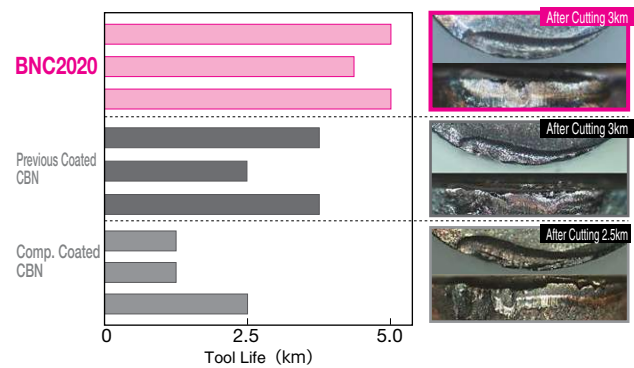 BNC2020
Previous Coated
CBN
Comp. Coated
CBN
0 2.5 5.0
Tool Life (km)
After Cutting 3km
After Cutting 3km
After Cutting 2.5km